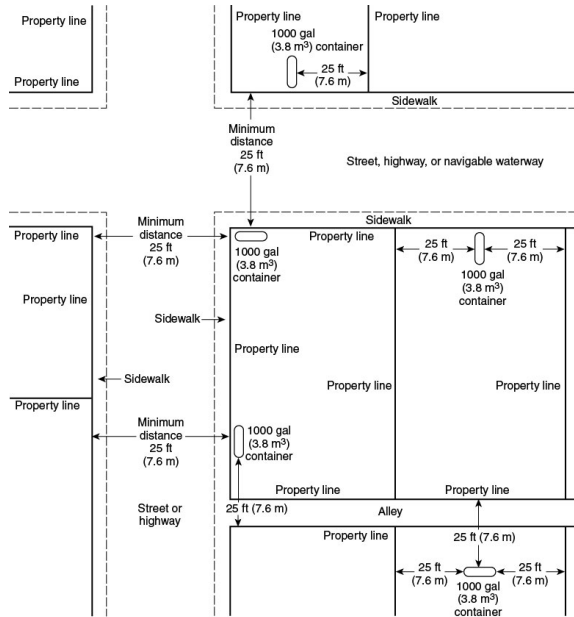 Property line
Property line
Property line
Property line
1000 gal
(3.8 m³) container
25 ft
(7.6 m)
Sidewalk
Minimum
distance
25 ft
(7.6 m)
Street, highway, or navigable waterway
Sidewalk
Minimum
distance
25 ft
(7.6 m)
Property line
Property line
25 ft
(7.6 m)
25 ft
(7.6 m)
1000 gal
(3.8 m³)
container
1000 gal
(3.8 m³)
container
Property line
Sidewalk
Property line
Sidewalk
Property line
Property line
Property line
Minimum
distance
25 ft
(7.6 m)
1000 gal
(3.8 m³)
container
Property line
Property line
Street or
highway
25 ft (7.6 m)
Alley
Property line
25 ft (7.6 m)
25 ft
(7.6 m)
25 ft
(7.6 m)
1000 gal
(3.8 m³)
container